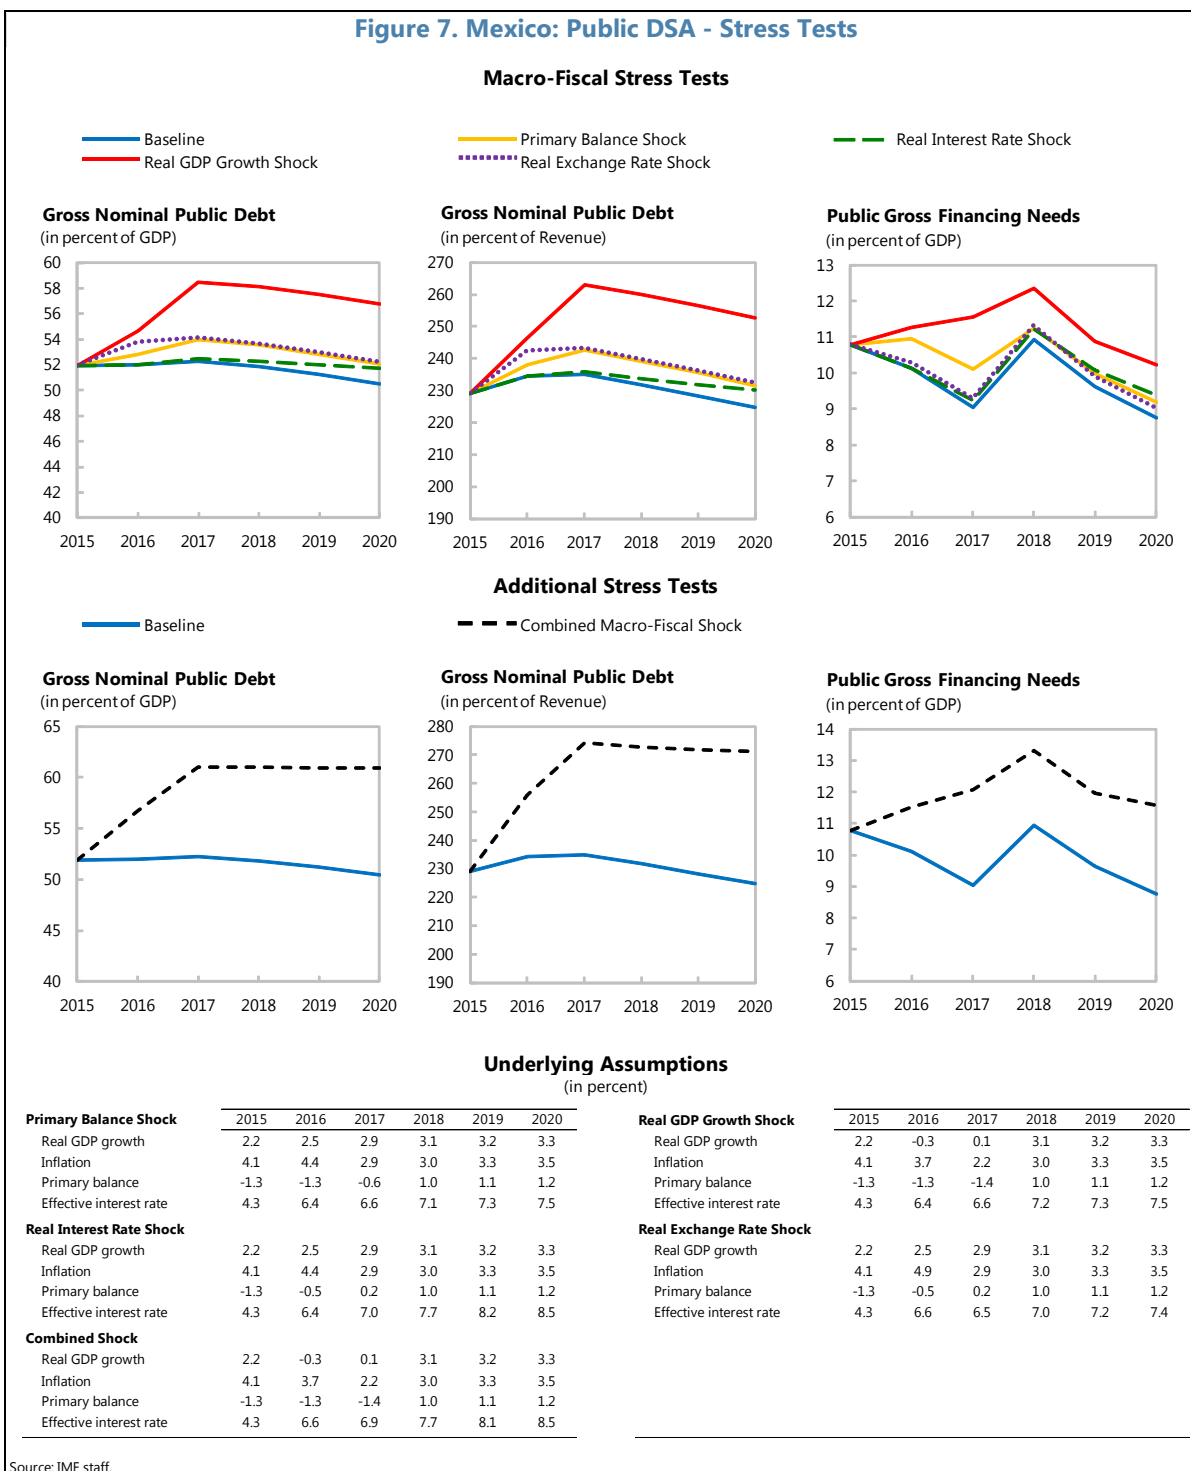 Figure 7. Mexico: Public DSA - Stress Tests
Macro-Fiscal Stress Tests
Baseline
Primary Balance Shock
Real Interest Rate Shock
Real GDP Growth Shock
Real Exchange Rate Shock
Gross Nominal Public Debt
(in percent of GDP)
60
58
56
54
52
50
48
46
44
42
40
2015 2016 2017 2018 2019 2020
Gross Nominal Public Debt
(in percent of Revenue)
270
260
250
240
230
220
210
200
190
2015 2016 2017 2018 2019 2020
Public Gross Financing Needs
(in percent of GDP)
13
12
11
10
9
8
7
6
2015 2016 2017 2018 2019 2020
Additional Stress Tests
Baseline
Combined Macro-Fiscal Shock
Gross Nominal Public Debt
(in percent of GDP)
65
60
55
50
45
40
2015 2016 2017 2018 2019 2020
Gross Nominal Public Debt
(in percent of Revenue)
280
270
260
250
240
230
220
210
200
190
2015 2016 2017 2018 2019 2020
Public Gross Financing Needs
(in percent of GDP)
14
13
12
11
10
9
8
7
6
2015 2016 2017 2018 2019 2020
Underlying Assumptions
(in percent)
Primary Balance Shock 2015 2016 2017 2018 2019 2020
Real GDP growth 2.2 2.5 2.9 3.1 3.2 3.3
Inflation 4.1 4.4 2.9 3.0 3.3 3.5
Primary balance -1.3 -1.3 -0.6 1.0 1.1 1.2
Effective interest rate 4.3 6.4 6.6 7.1 7.3 7.5
Real Interest Rate Shock
Real GDP growth 2.2 2.5 2.9 3.1 3.2 3.3
Inflation 4.1 4.4 2.9 3.0 3.3 3.5
Primary balance -1.3 -0.5 0.2 1.0 1.1 1.2
Effective interest rate 4.3 6.4 7.0 7.7 8.2 8.5
Combined Shock
Real GDP growth 2.2 -0.3 0.1 3.1 3.2 3.3
Inflation 4.1 3.7 2.2 3.0 3.3 3.5
Primary balance -1.3 -1.3 -1.4 1.0 1.1 1.2
Effective interest rate 4.3 6.6 6.9 7.7 8.1 8.5
Real GDP Growth Shock 2015 2016 2017 2018 2019 2020
Real GDP growth 2.2 -0.3 0.1 3.1 3.2 3.3
Inflation 4.1 3.7 2.2 3.0 3.3 3.5
Primary balance -1.3 -1.3 -1.4 1.0 1.1 1.2
Effective interest rate 4.3 6.4 6.6 7.2 7.3 7.5
Real Exchange Rate Shock
Real GDP growth 2.2 2.5 2.9 3.1 3.2 3.3
Inflation 4.1 4.9 2.9 3.0 3.3 3.5
Primary balance -1.3 -0.5 0.2 1.0 1.1 1.2
Effective interest rate 4.3 6.6 6.5 7.0 7.2 7.4
Source: IMF staff.